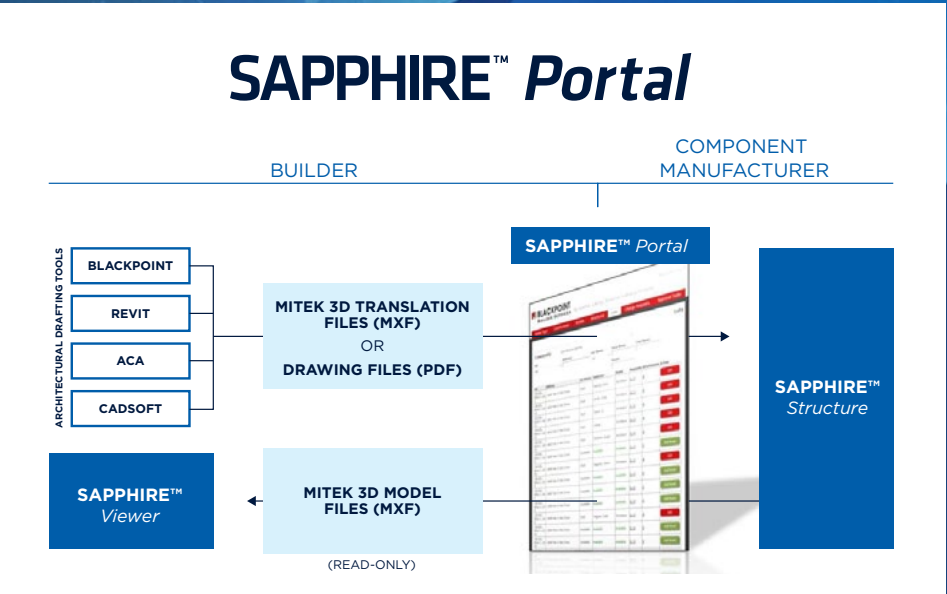 SAPPHIRE™ Portal
BUILDER
COMPONENT
MANUFACTURER
ARCHITECTURAL DRAFTING TOOLS
BLACKPOINT
REVIT
ACA
CADSOFT
MITEK 3D TRANSLATION
FILES (MXF)
OR
DRAWING FILES (PDF)
SAPPHIRE™ Portal
BLACKPOINT
SAPPHIRE™
Structure
SAPPHIRE™
Viewer
MITEK 3D MODEL
FILES (MXF)
(READ-ONLY)